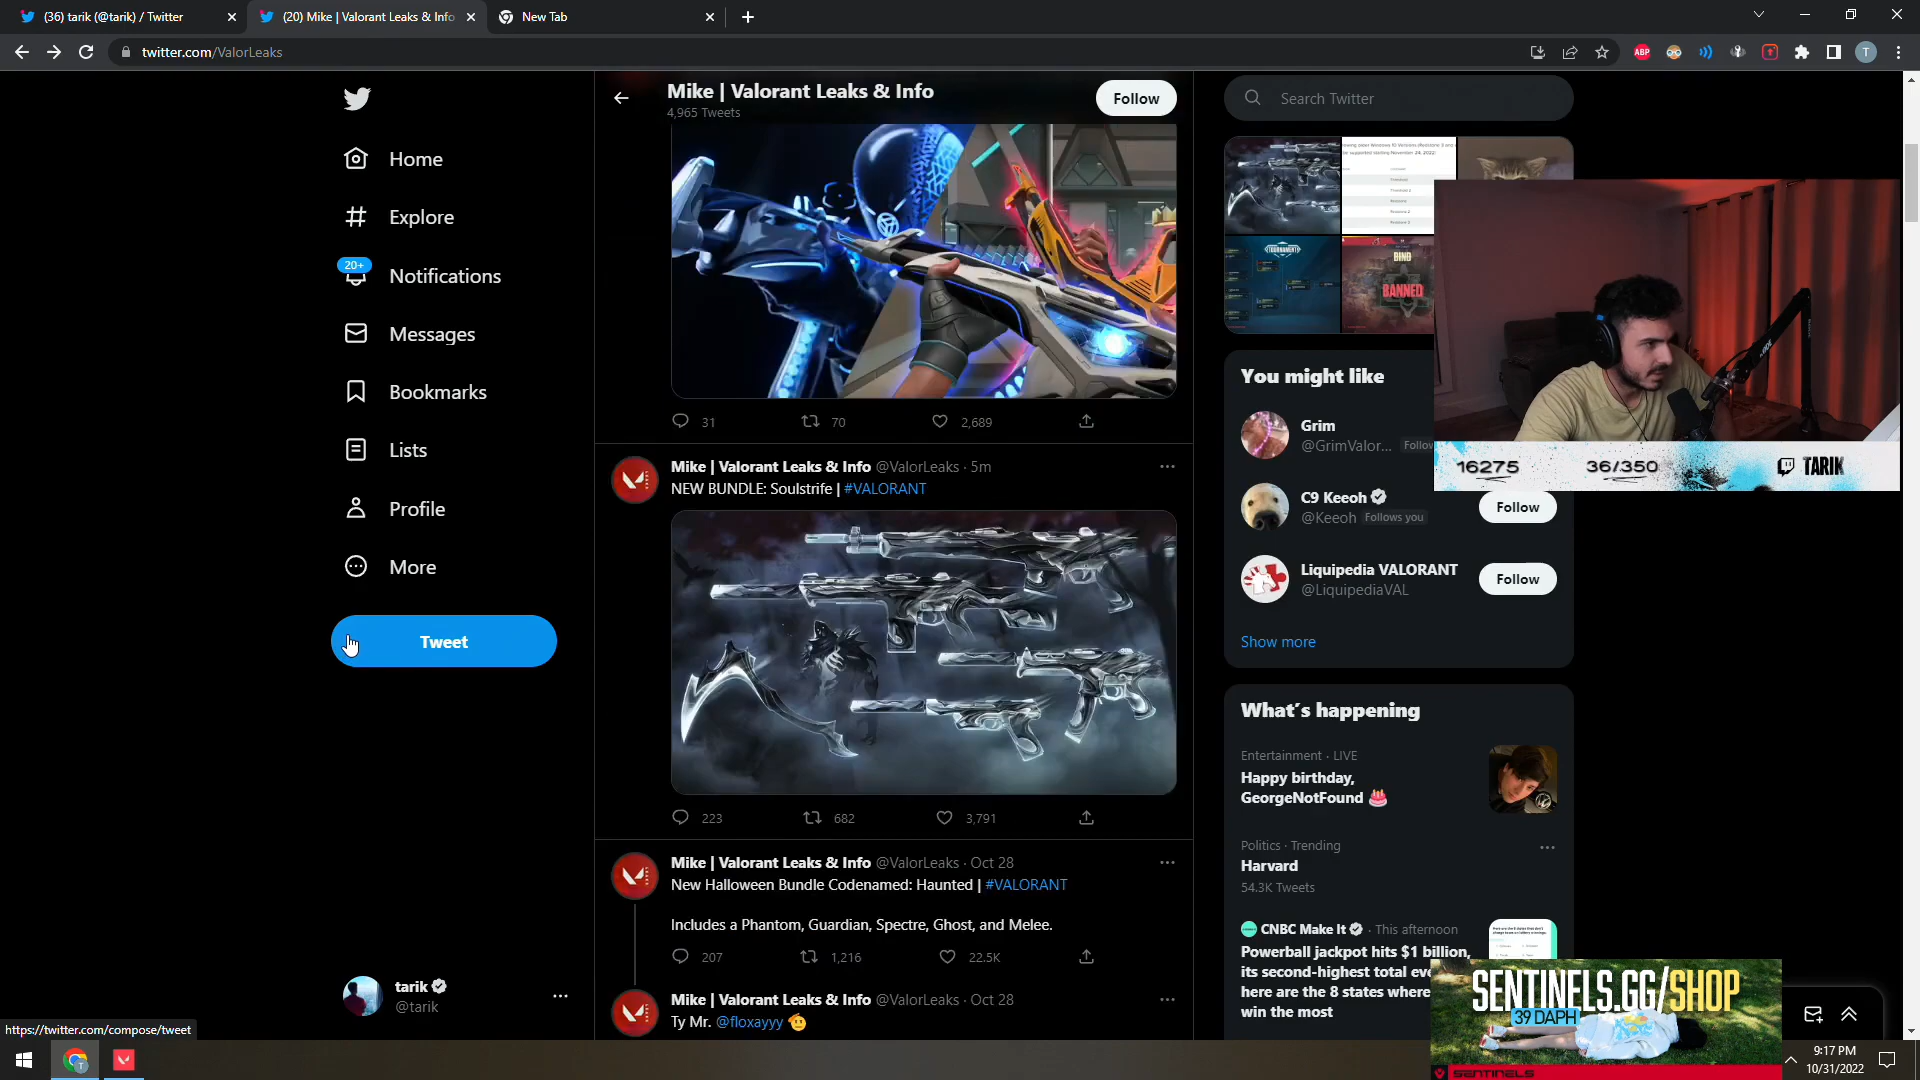 (36) tarik (@tarik) / Twitter
(20) Mike | Valorant Leaks & Info
New Tab
twitter.com/ValorLeaks
ABP
T
Mike | Valorant Leaks & Info
4,965 Tweets
Follow
Search Twitter
Home
Explore
20+
Notifications
Messages
Bookmarks
Lists
Profile
More
Tweet
tarik
@tarik
https://twitter.com/compose/tweet
31
70
2,689
Mike | Valorant Leaks & Info @ValorLeaks · 5m
NEW BUNDLE: Soulstrife | #VALORANT
223
682
3,791
Mike | Valorant Leaks & Info @ValorLeaks · Oct 28
New Halloween Bundle Codenamed: Haunted | #VALORANT
Includes a Phantom, Guardian, Spectre, Ghost, and Melee.
207
1,216
22.5K
Mike | Valorant Leaks & Info @ValorLeaks · Oct 28
Ty Mr. @floxayyy
TOURNAMENTS
BIND
BANNED
You might like
Grim
@GrimValor...
Follow
C9 Keeoh
@Keeoh Follows you
Follow
Liquipedia VALORANT
@LiquipediaVAL
Follow
Show more
16275
36/350
TARIK
What's happening
Entertainment · LIVE
Happy birthday,
GeorgeNotFound
Politics · Trending
Harvard
54.3K Tweets
CNBC Make It · This afternoon
Powerball jackpot hits $1 billion,
its second-highest total eve
here are the 8 states where
win the most
SENTINELS.GG/SHOP
39 DAPH
SENTINELS
9:17 PM
10/31/2022